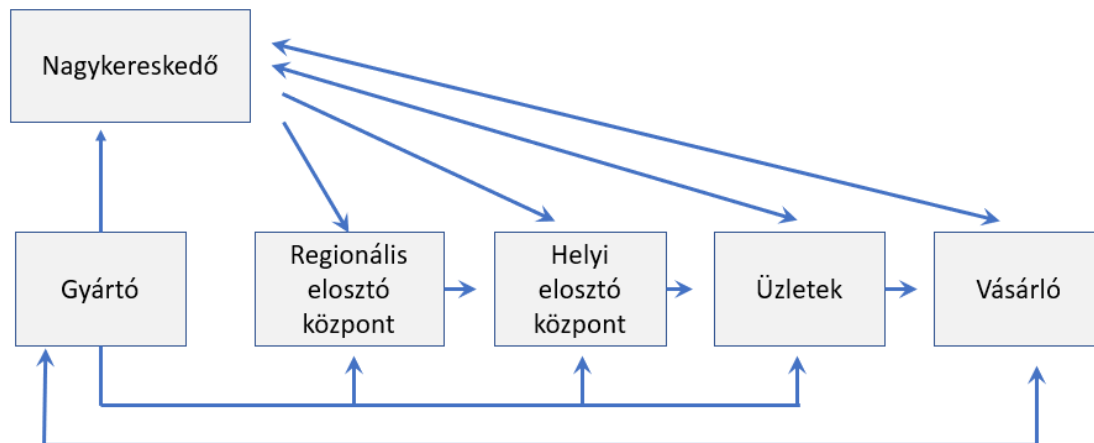 Nagykereskedő
Gyártó
Regionális
elosztó
központ
Helyi
elosztó
központ
Üzletek
Vásárló